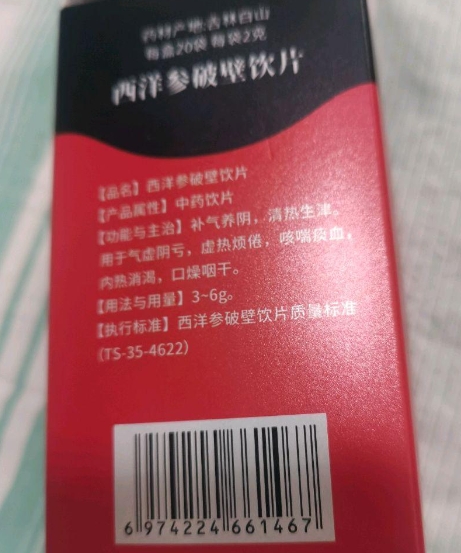 药材产地:吉林白山
每盒20袋 每袋2克
西洋参破壁饮片
【品名】西洋参破壁饮片
【产品属性】中药饮片
【功能与主治】补气养阴，清热生津。
用于气虚阴亏，虚热烦倦，咳喘痰血，
内热消渴，口燥咽干。
【用法与用量】3~6g。
【执行标准】西洋参破壁饮片质量标准
(TS-35-4622)
6 974224 661467